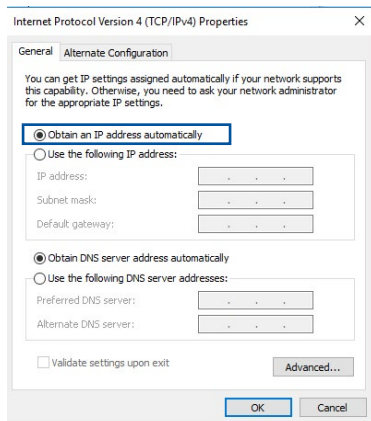 Internet Protocol Version 4 (TCP/IPv4) Properties
General
Alternate Configuration
You can get IP settings assigned automatically if your network supports
this capability. Otherwise, you need to ask your network administrator
for the appropriate IP settings.
Obtain an IP address automatically
Use the following IP address:
IP address:
Subnet mask:
Default gateway:
Obtain DNS server address automatically
Use the following DNS server addresses:
Preferred DNS server:
Alternate DNS server:
Validate settings upon exit
Advanced...
OK
Cancel